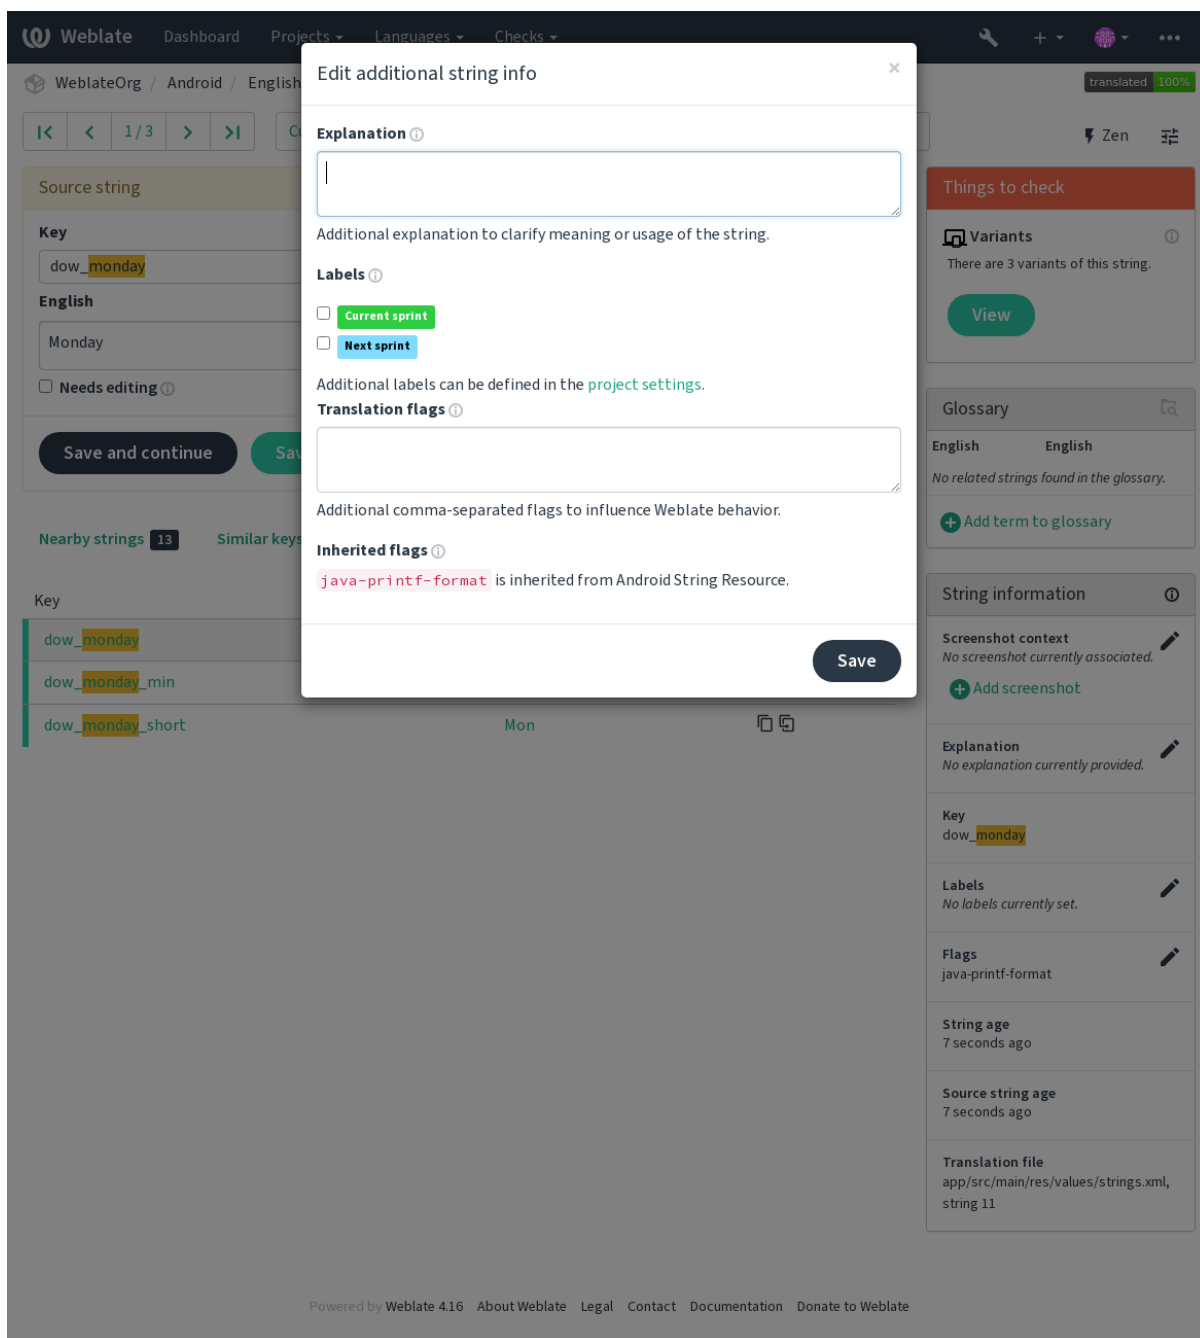 Weblate Dashboard Projects Languages Checks
WeblateOrg / Android / English
translated 100%
1 / 3
Zen
Edit additional string info
×
Explanation
Additional explanation to clarify meaning or usage of the string.
Labels
Current sprint
Next sprint
Additional labels can be defined in the project settings.
Translation flags
Additional comma-separated flags to influence Weblate behavior.
Inherited flags
java-printf-format is inherited from Android String Resource.
Save
Source string
Key
dow_monday
English
Monday
Needs editing
Save and continue
Nearby strings 13 Similar keys
Key
dow_monday
dow_monday_min
dow_monday_short Mon
Things to check
Variants
There are 3 variants of this string.
View
Glossary
English English
No related strings found in the glossary.
Add term to glossary
String information
Screenshot context
No screenshot currently associated.
Add screenshot
Explanation
No explanation currently provided.
Key
dow_monday
Labels
No labels currently set.
Flags
java-printf-format
String age
7 seconds ago
Source string age
7 seconds ago
Translation file
app/src/main/res/values/strings.xml,
string 11
Powered by Weblate 4.16 About Weblate Legal Contact Documentation Donate to Weblate